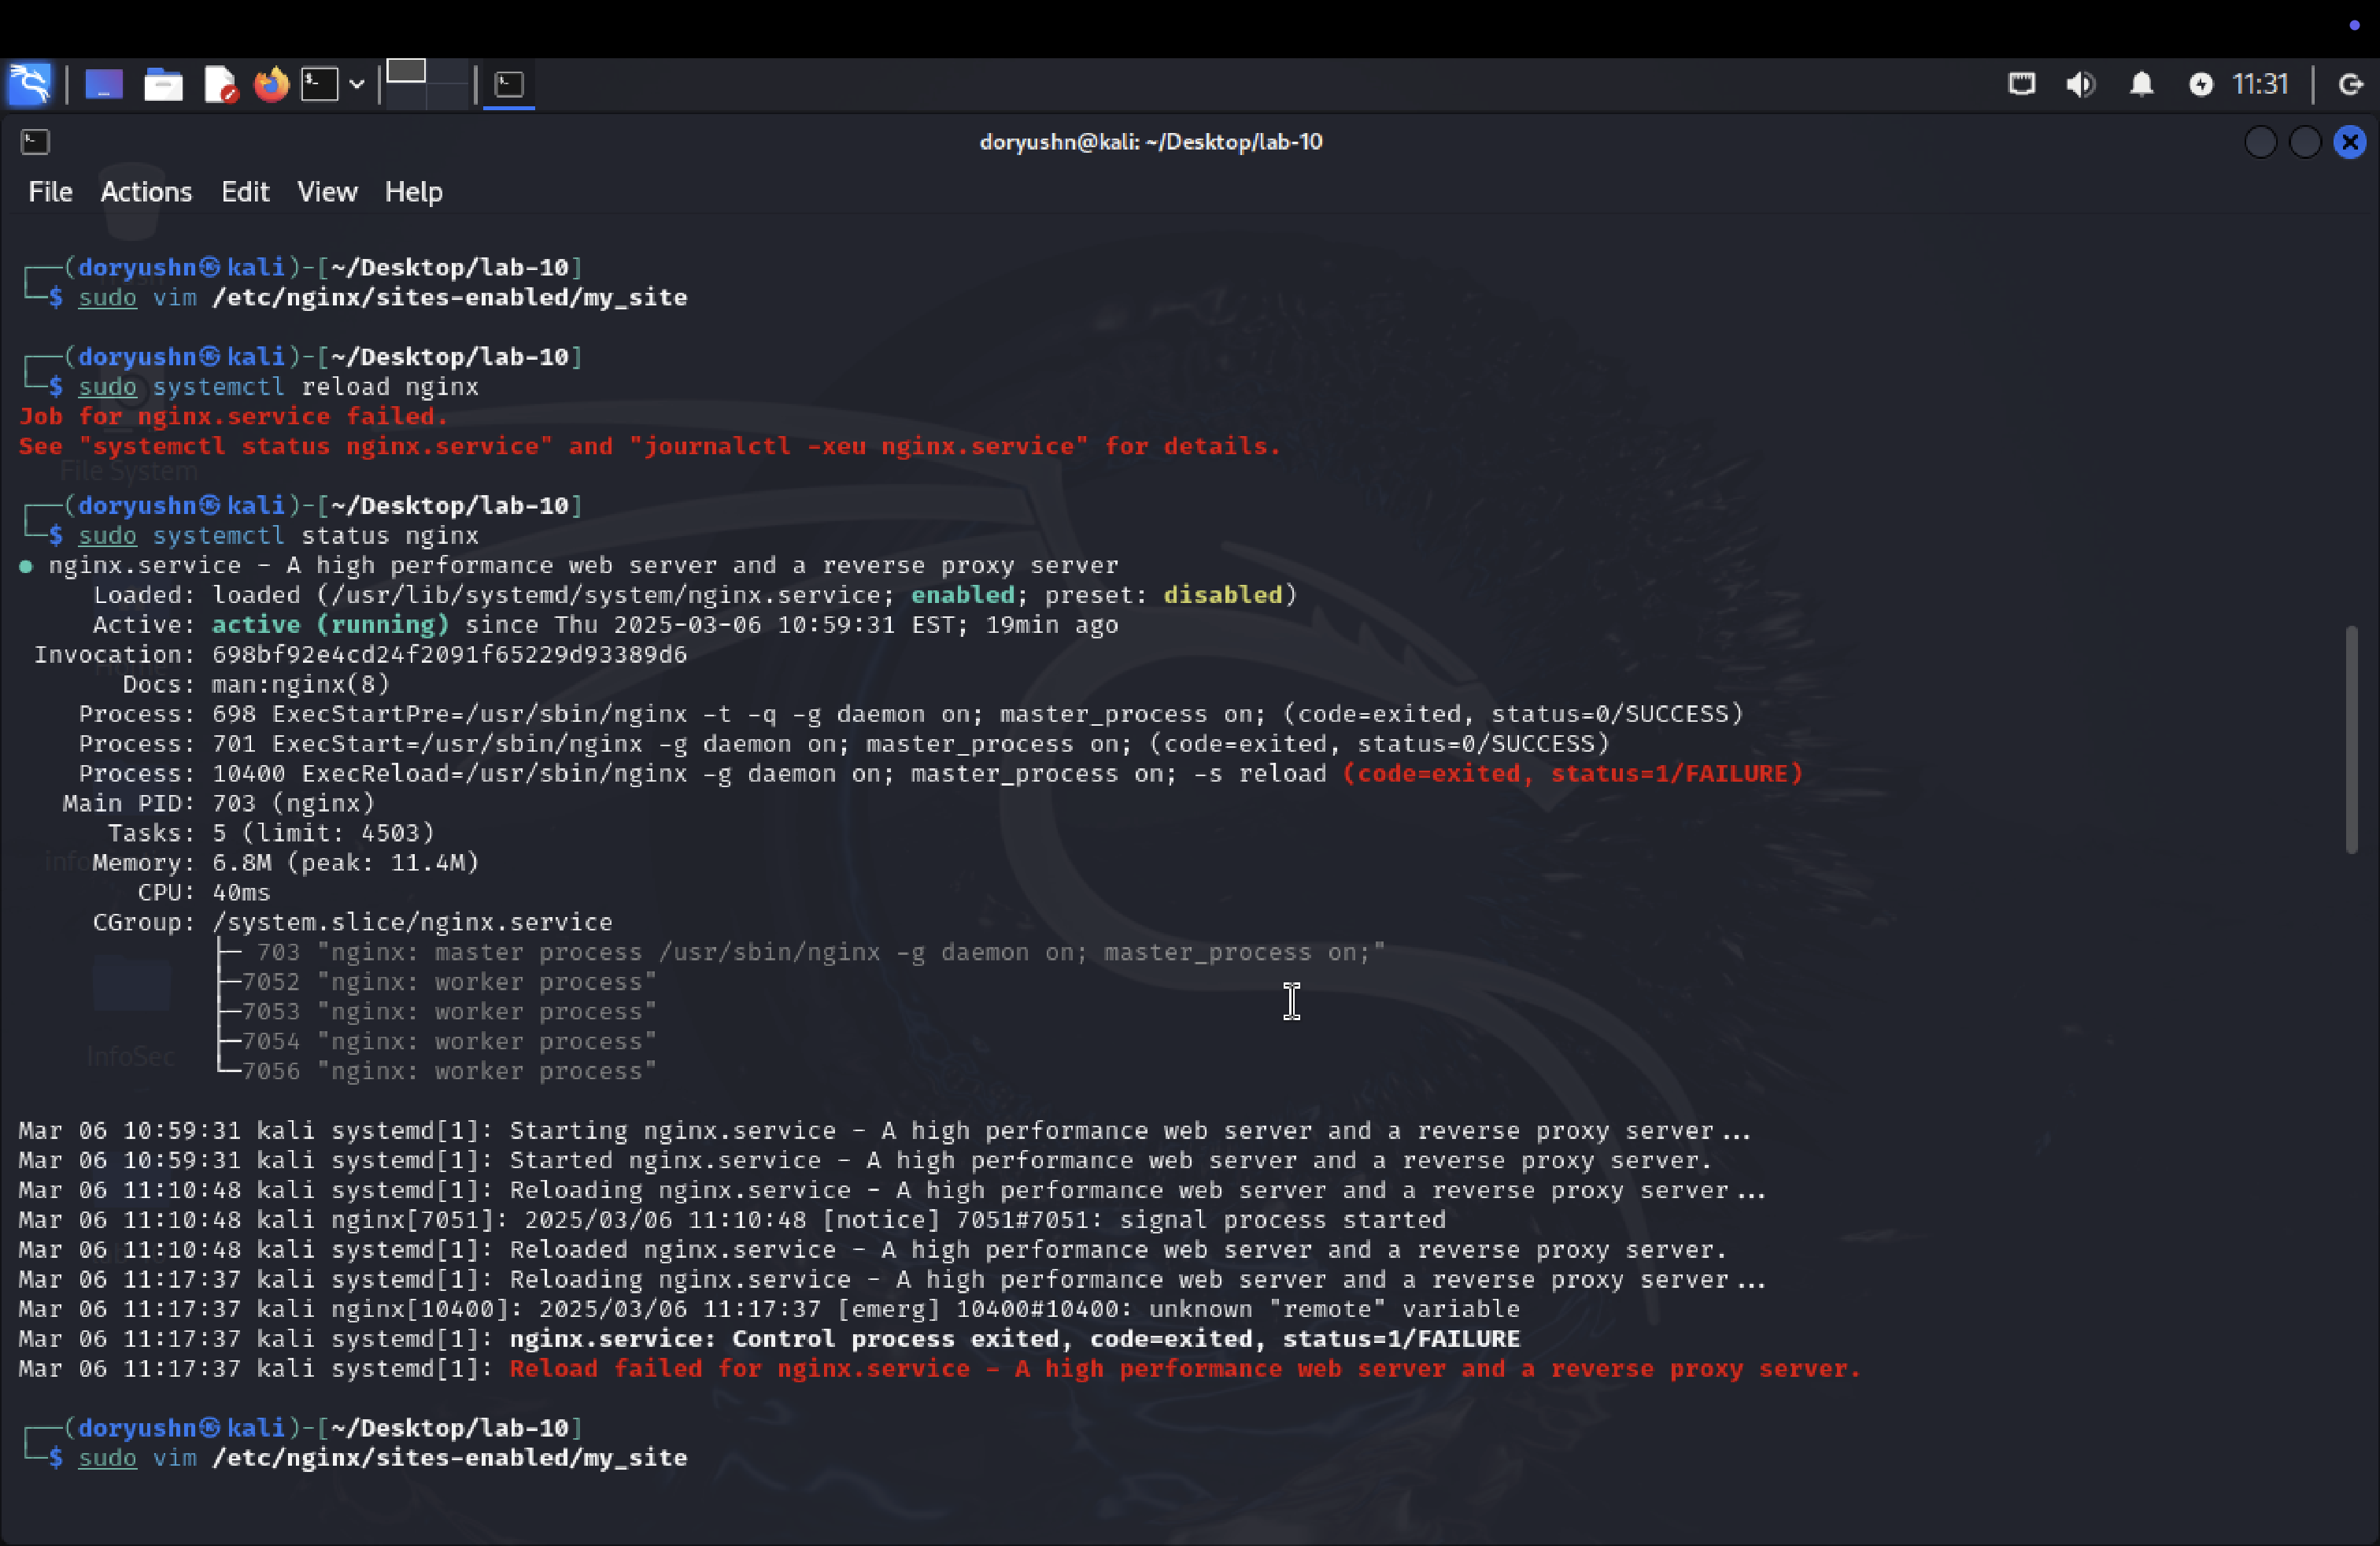 11:31
doryushn@kali: ~/Desktop/lab-10
File Actions Edit View Help
┌──(doryushn㉿kali)-[~/Desktop/lab-10]
└─$ sudo vim /etc/nginx/sites-enabled/my_site
┌──(doryushn㉿kali)-[~/Desktop/lab-10]
└─$ sudo systemctl reload nginx
Job for nginx.service failed.
See "systemctl status nginx.service" and "journalctl -xeu nginx.service" for details.
File System
┌──(doryushn㉿kali)-[~/Desktop/lab-10]
└─$ sudo systemctl status nginx
● nginx.service - A high performance web server and a reverse proxy server
Loaded: loaded (/usr/lib/systemd/system/nginx.service; enabled; preset: disabled)
Active: active (running) since Thu 2025-03-06 10:59:31 EST; 19min ago
Invocation: 698bf92e4cd24f2091f65229d93389d6
Docs: man:nginx(8)
Process: 698 ExecStartPre=/usr/sbin/nginx -t -q -g daemon on; master_process on; (code=exited, status=0/SUCCESS)
Process: 701 ExecStart=/usr/sbin/nginx -g daemon on; master_process on; (code=exited, status=0/SUCCESS)
Process: 10400 ExecReload=/usr/sbin/nginx -g daemon on; master_process on; -s reload (code=exited, status=1/FAILURE)
Main PID: 703 (nginx)
Tasks: 5 (limit: 4503)
Memory: 6.8M (peak: 11.4M)
CPU: 40ms
CGroup: /system.slice/nginx.service
├─ 703 "nginx: master process /usr/sbin/nginx -g daemon on; master_process on;"
├─7052 "nginx: worker process"
├─7053 "nginx: worker process"
├─7054 "nginx: worker process"
InfoSec
└─7056 "nginx: worker process"
Mar 06 10:59:31 kali systemd[1]: Starting nginx.service - A high performance web server and a reverse proxy server...
Mar 06 10:59:31 kali systemd[1]: Started nginx.service - A high performance web server and a reverse proxy server.
Mar 06 11:10:48 kali systemd[1]: Reloading nginx.service - A high performance web server and a reverse proxy server...
Mar 06 11:10:48 kali nginx[7051]: 2025/03/06 11:10:48 [notice] 7051#7051: signal process started
Mar 06 11:10:48 kali systemd[1]: Reloaded nginx.service - A high performance web server and a reverse proxy server.
Mar 06 11:17:37 kali systemd[1]: Reloading nginx.service - A high performance web server and a reverse proxy server...
Mar 06 11:17:37 kali nginx[10400]: 2025/03/06 11:17:37 [emerg] 10400#10400: unknown "remote" variable
Mar 06 11:17:37 kali systemd[1]: nginx.service: Control process exited, code=exited, status=1/FAILURE
Mar 06 11:17:37 kali systemd[1]: Reload failed for nginx.service - A high performance web server and a reverse proxy server.
┌──(doryushn㉿kali)-[~/Desktop/lab-10]
└─$ sudo vim /etc/nginx/sites-enabled/my_site